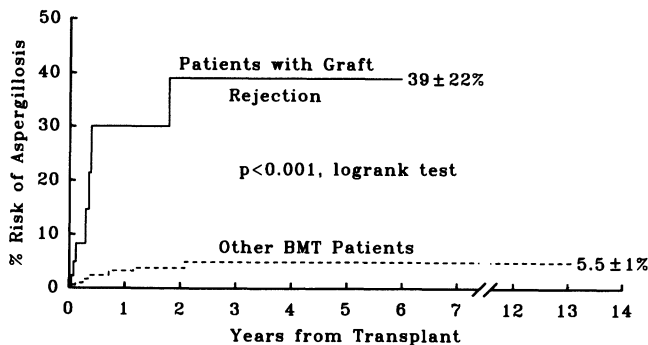 50
40
30
20
10
0
% Risk of Aspergillosis
Patients with Graft
Rejection
39 ± 22%
p<0.001, logrank test
Other BMT Patients
5.5 ± 1%
0 1 2 3 4 5 6 7 12 13 14
Years from Transplant